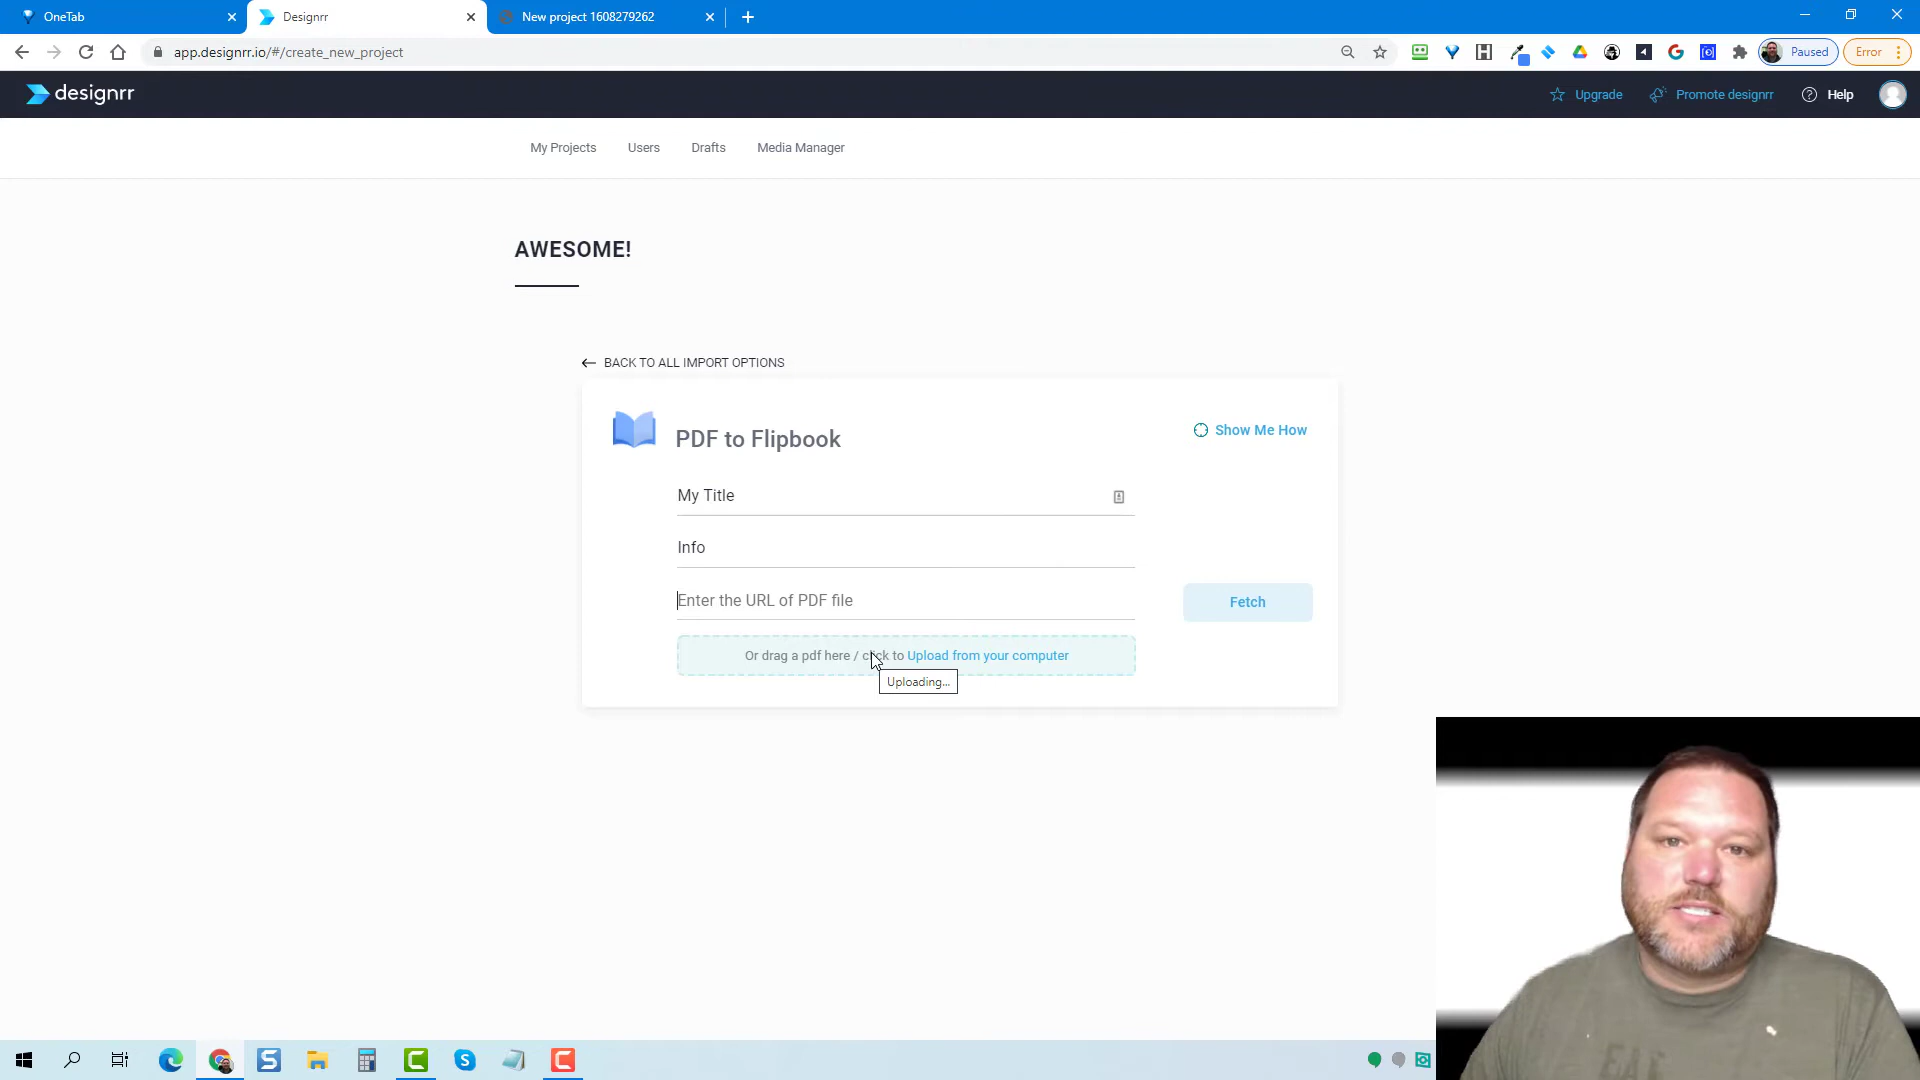 OneTab
Designrr
New project 1608279262
app.designrr.io/#/create_new_project
Paused
Error
designrr
Upgrade
Promote designrr
Help
My Projects
Users
Drafts
Media Manager
AWESOME!
BACK TO ALL IMPORT OPTIONS
PDF to Flipbook
Show Me How
My Title
Info
Enter the URL of PDF file
Fetch
Or drag a pdf here / click to Upload from your computer
Uploading...